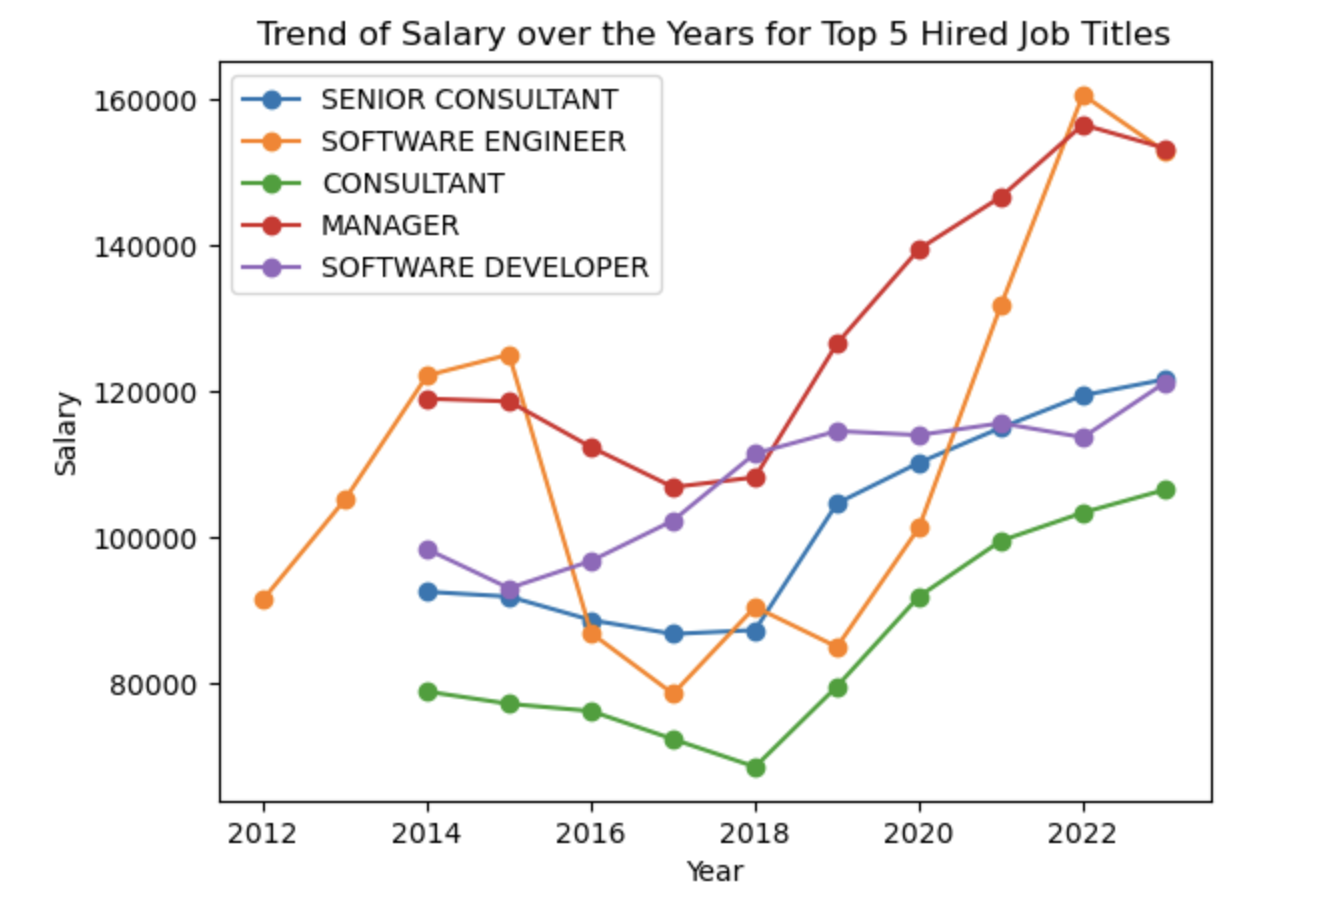 Trend of Salary over the Years for Top 5 Hired Job Titles
SENIOR CONSULTANT
SOFTWARE ENGINEER
CONSULTANT
MANAGER
SOFTWARE DEVELOPER
160000
140000
120000
100000
80000
Salary
2012 2014 2016 2018 2020 2022
Year